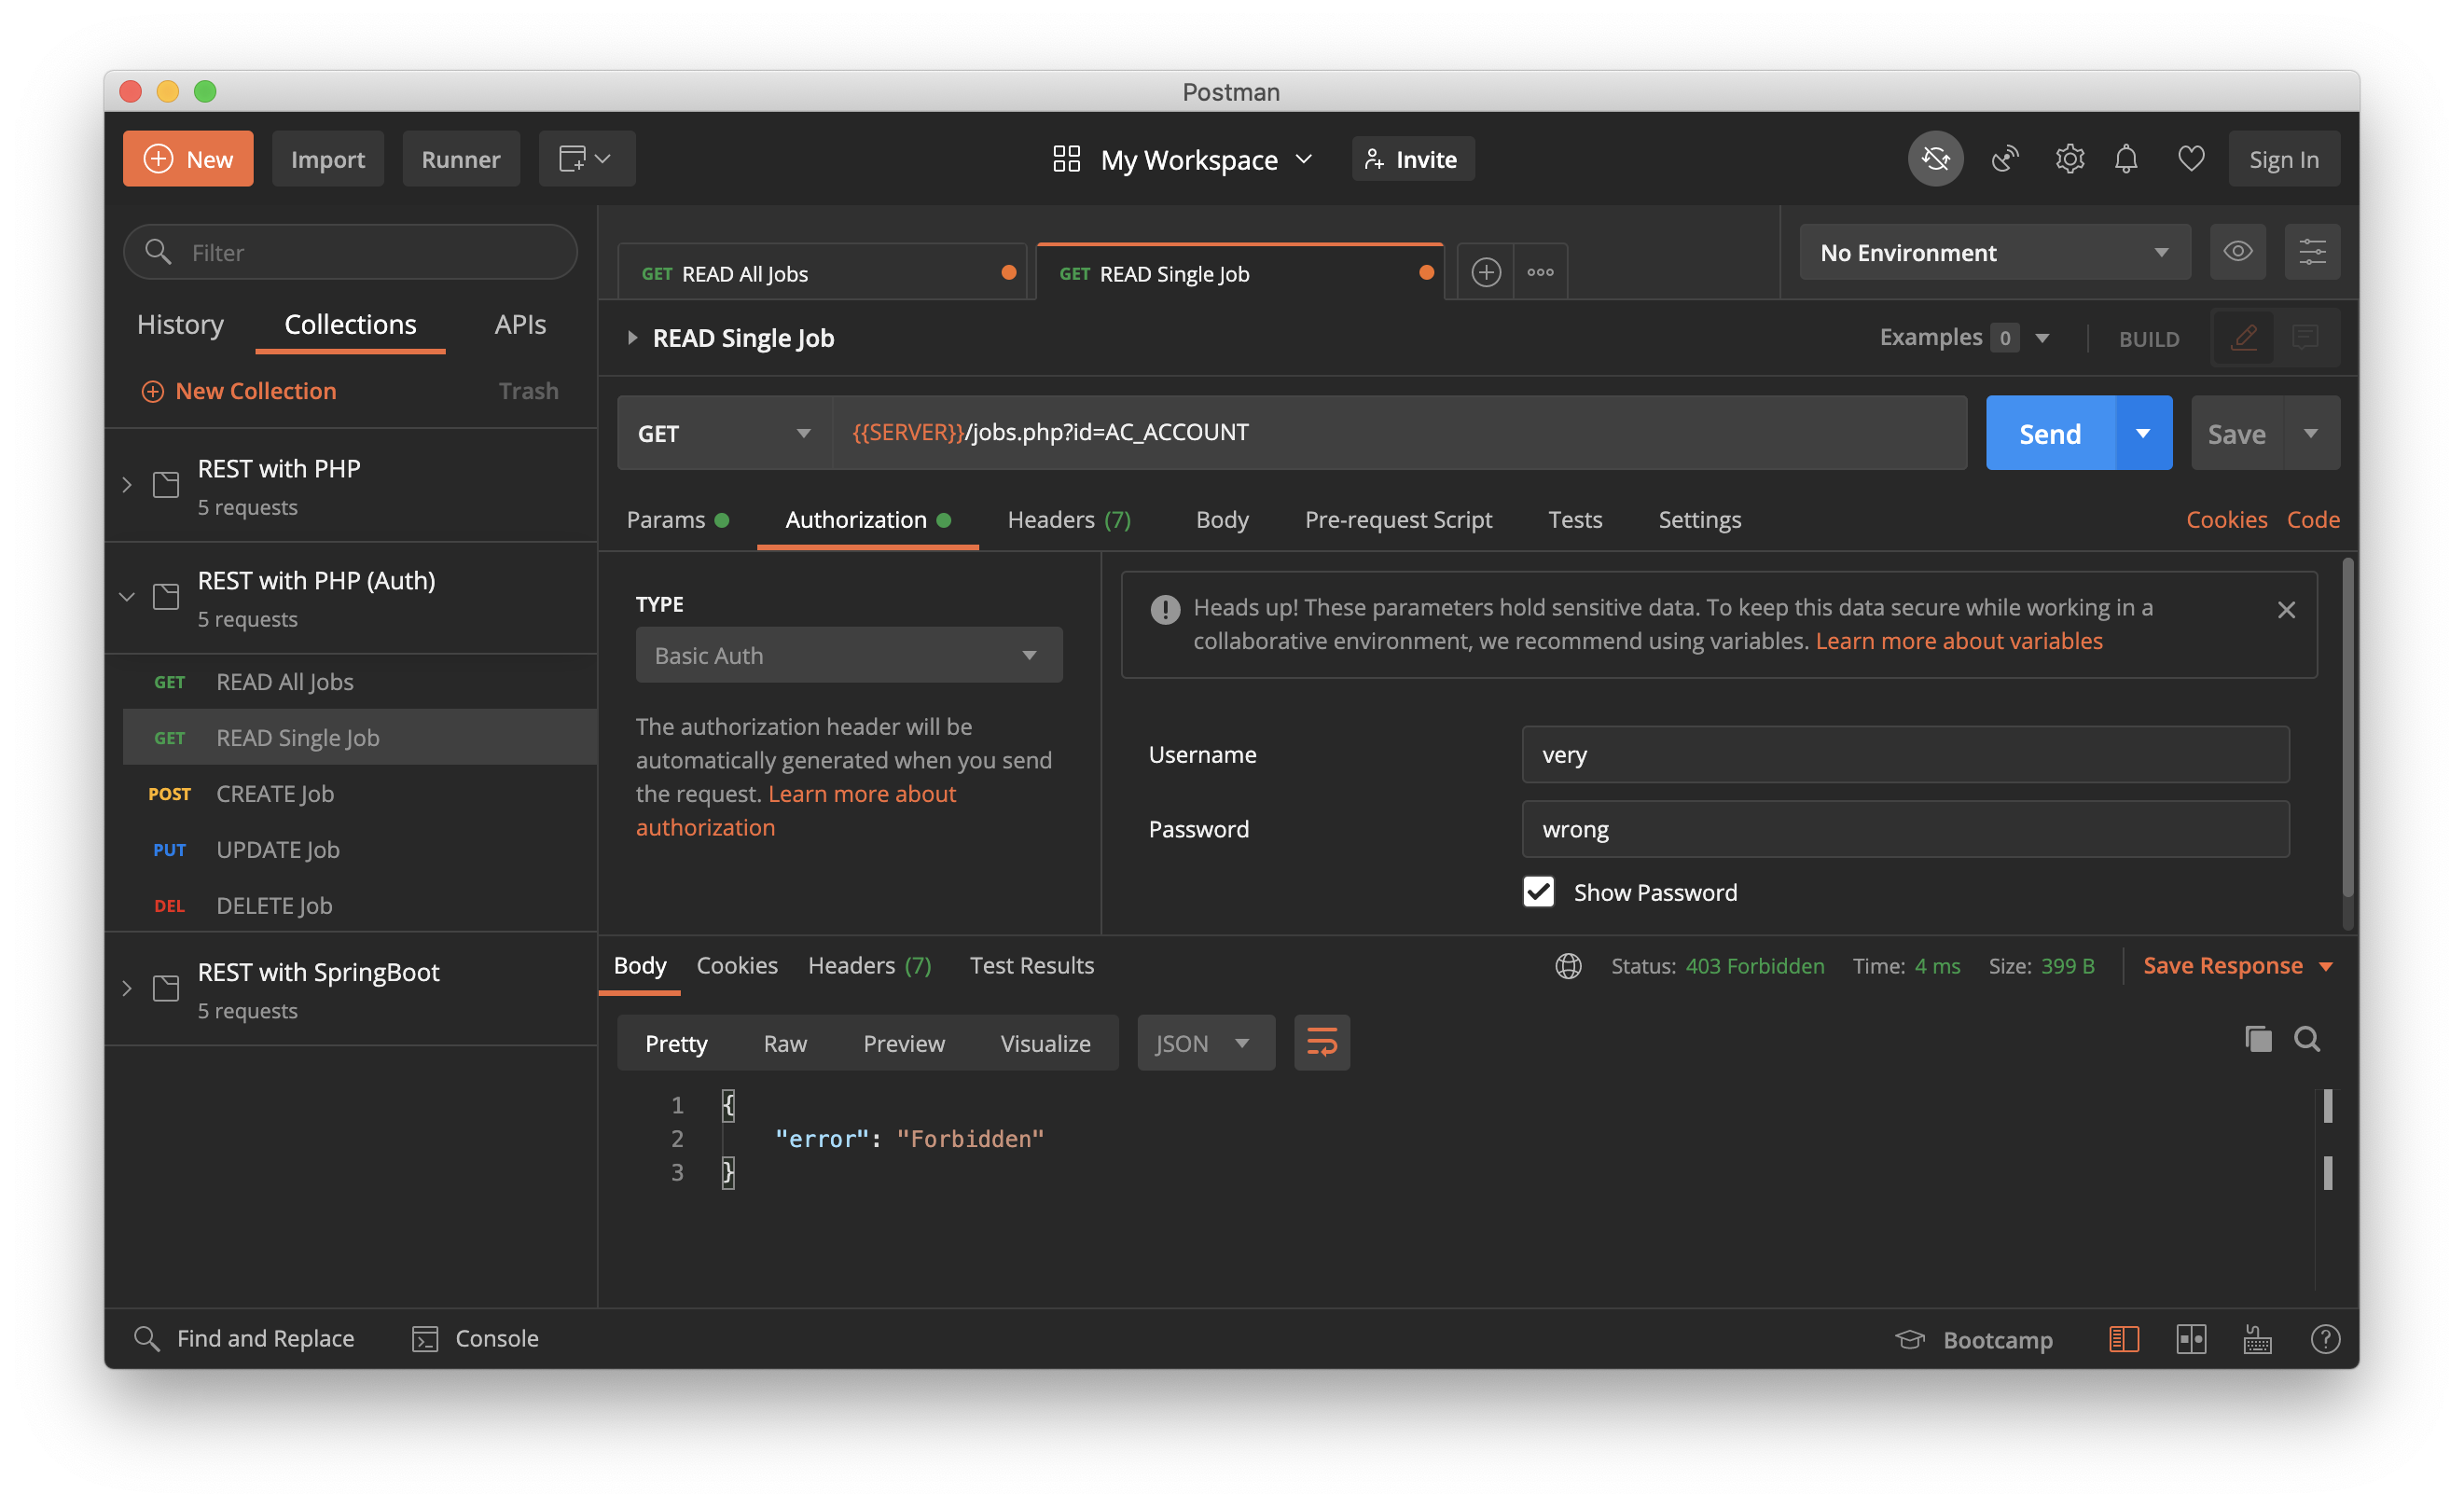 Postman
New
Import
Runner
My Workspace
Invite
Sign In
Filter
History
Collections
APIs
New Collection
Trash
REST with PHP
5 requests
REST with PHP (Auth)
5 requests
GET READ All Jobs
GET READ Single Job
POST CREATE Job
PUT UPDATE Job
DEL DELETE Job
REST with SpringBoot
5 requests
GET READ All Jobs
GET READ Single Job
No Environment
READ Single Job
Examples 0
BUILD
GET
{{SERVER}}/jobs.php?id=AC_ACCOUNT
Send
Save
Params
Authorization
Headers (7)
Body
Pre-request Script
Tests
Settings
Cookies
Code
TYPE
Basic Auth
The authorization header will be
automatically generated when you send
the request. Learn more about
authorization
Heads up! These parameters hold sensitive data. To keep this data secure while working in a
collaborative environment, we recommend using variables. Learn more about variables
Username
very
Password
wrong
Show Password
Body
Cookies
Headers (7)
Test Results
Status: 403 Forbidden
Time: 4 ms
Size: 399 B
Save Response
Pretty
Raw
Preview
Visualize
JSON
1 {
2 "error": "Forbidden"
3 }
Find and Replace
Console
Bootcamp